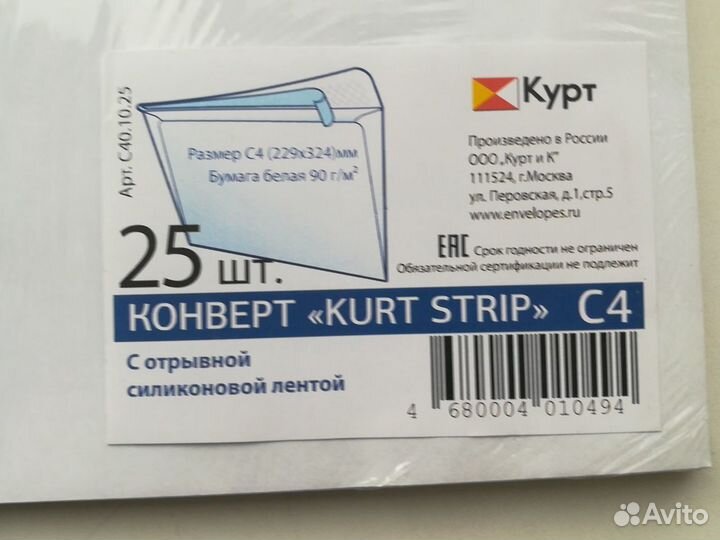 Арт. С40.10.25
Размер С4 (229х324)мм
Бумага белая 90 г/м²
25 шт.
Курт
Произведено в России
ООО „Курт и К"
111524, г.Москва
ул. Перовская, д.1,стр.5
www.envelopes.ru
ЕАС Срок годности не ограничен
Обязательной сертификации не подлежит
КОНВЕРТ «KURT STRIP» С4
С отрывной
силиконовой лентой
4 680004 010494
Avito